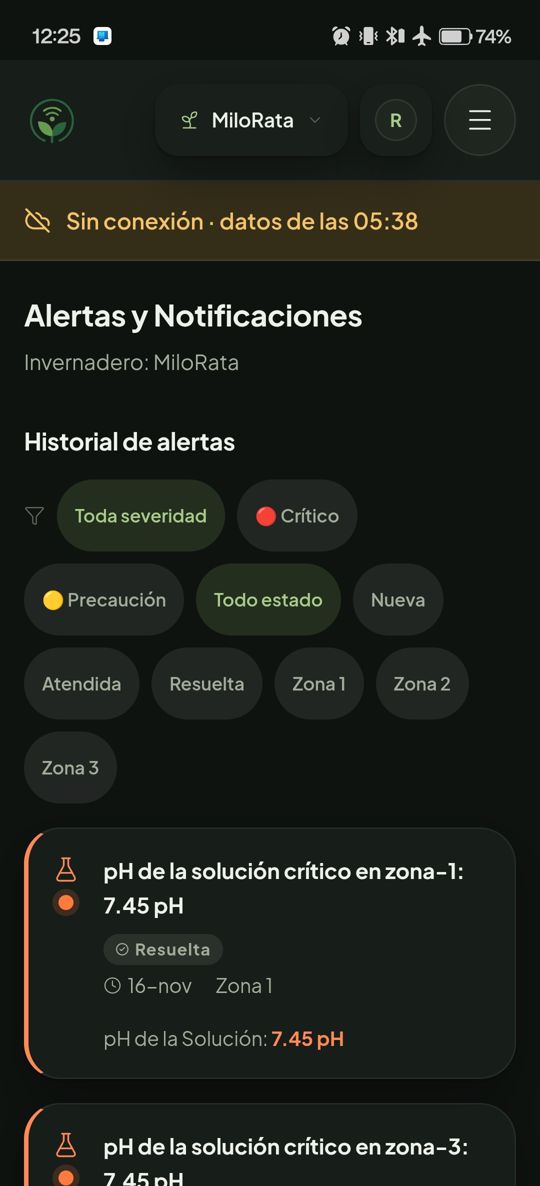 12:25
74%
MiloRata
R
Sin conexión · datos de las 05:38
Alertas y Notificaciones
Invernadero: MiloRata
Historial de alertas
Toda severidad
Crítico
Precaución
Todo estado
Nueva
Atendida
Resuelta
Zona 1
Zona 2
Zona 3
pH de la solución crítico en zona-1:
7.45 pH
Resuelta
16-nov Zona 1
pH de la Solución: 7.45 pH
pH de la solución crítico en zona-3:
7.45 pH